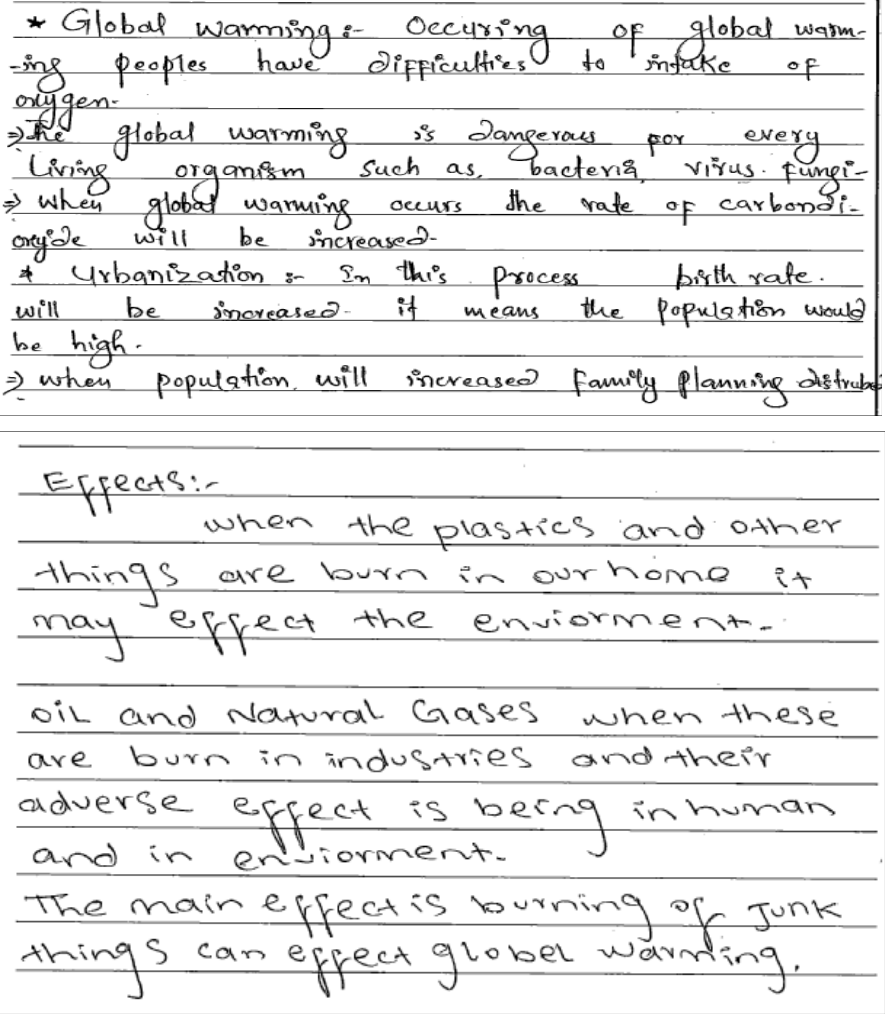 * Global warming :- Occuring of global warm-
-ing peoples have difficulties to intake of
oxygen.
⇒ The global warming is dangerous for every
Living organism such as, bacteria, virus. fungi-
⇒ when global warming occurs the rate of carbondi-
oxyide will be increased-
* Urbanization :- In this process birth rate.
will be increased. it means the population would
be high.
⇒ when population, will increased family planning distrube
Effects:-
when the plastics and other
things are burn in our home it
may effect the enviorment.
oil and Natural Gases when these
are burn in industries and their
adverse effect is being in human
and in enviorment.
The main effect is burning of Junk
things can effect globel warming.